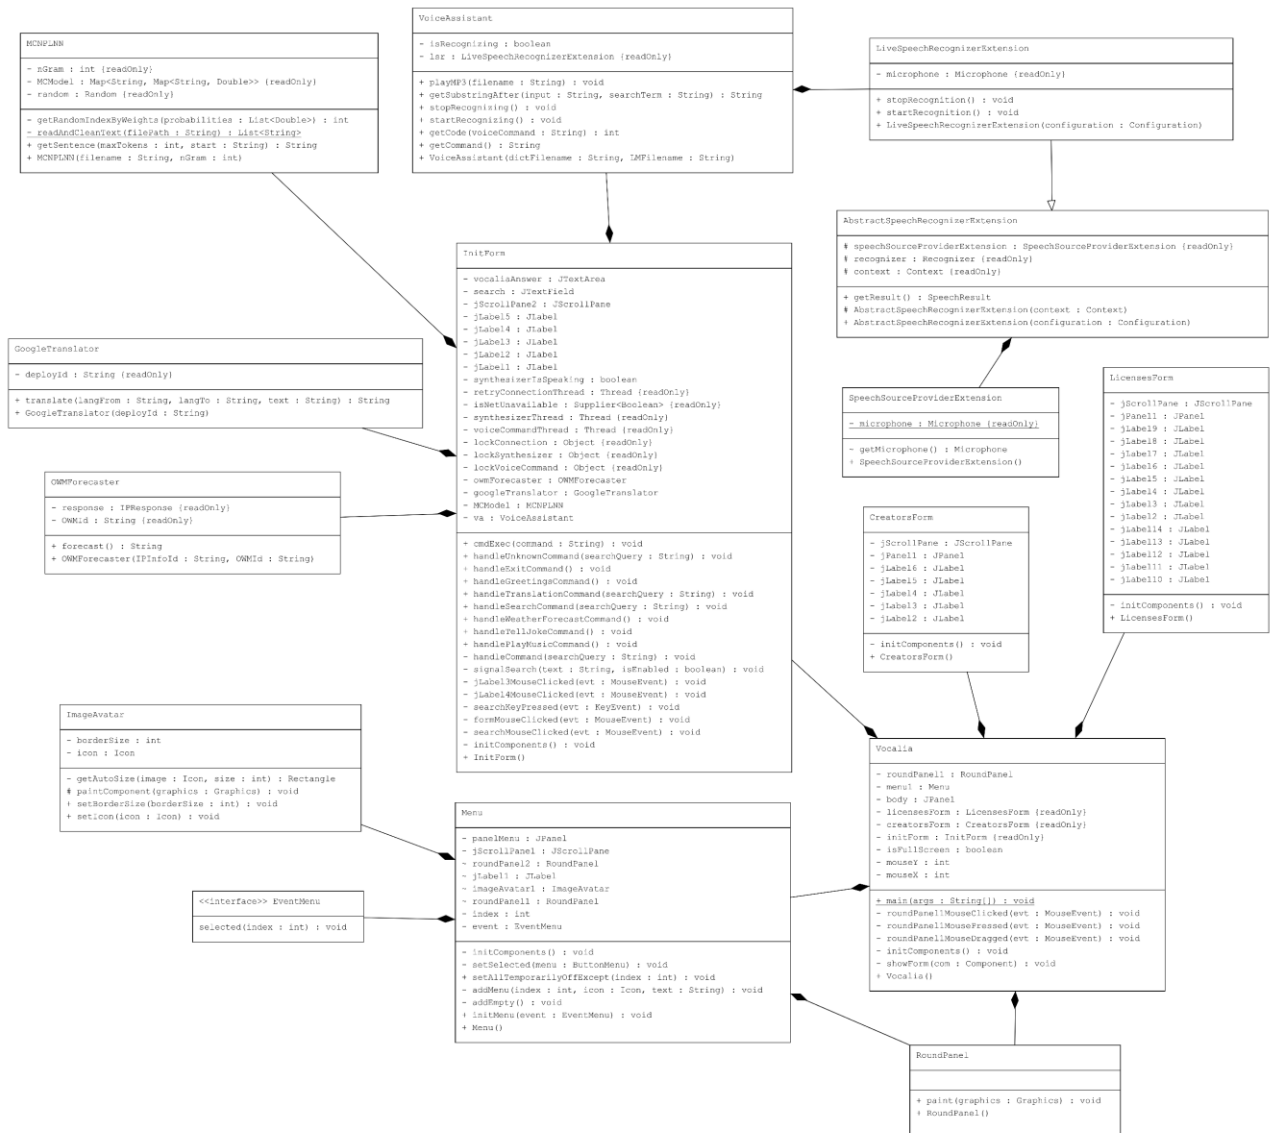 MCNPLNN
- nGram : int {readOnly}
- MCModel : Map<String, Map<String, Double>> {readOnly}
- random : Random {readOnly}
- getRandomIndexByWeights(probabilities : List<Double>) : int
- readAndCleanText(filePath : String) : List<String>
+ getSentence(maxTokens : int, start : String) : String
+ MCNPLNN(filename : String, nGram : int)
VoiceAssistant
- isRecognizing : boolean
- lsr : LiveSpeechRecognizerExtension {readOnly}
+ playMP3(filename : String) : void
+ getSubstringAfter(input : String, searchTerm : String) : String
+ stopRecognizing() : void
+ startRecognizing() : void
+ getCode(voiceCommand : String) : int
+ getCommand() : String
+ VoiceAssistant(dictFilename : String, LMFilename : String)
LiveSpeechRecognizerExtension
- microphone : Microphone {readOnly}
+ stopRecognition() : void
+ startRecognition() : void
+ LiveSpeechRecognizerExtension(configuration : Configuration)
AbstractSpeechRecognizerExtension
# speechSourceProviderExtension : SpeechSourceProviderExtension {readOnly}
# recognizer : Recognizer {readOnly}
# context : Context {readOnly}
+ getResult() : SpeechResult
# AbstractSpeechRecognizerExtension(context : Context)
+ AbstractSpeechRecognizerExtension(configuration : Configuration)
InitForm
- vocaliaAnswer : JTextArea
- search : JTextField
- jScrollPane2 : JScrollPane
- jLabel5 : JLabel
- jLabel4 : JLabel
- jLabel3 : JLabel
- jLabel2 : JLabel
- jLabel1 : JLabel
- synthesizerIsSpeaking : boolean
- retryConnectionThread : Thread {readOnly}
- isNetUnavailable : Supplier<Boolean> {readOnly}
- synthesizerThread : Thread {readOnly}
- voiceCommandThread : Thread {readOnly}
- lockConnection : Object {readOnly}
- lockSynthesizer : Object {readOnly}
- lockVoiceCommand : Object {readOnly}
- owmForecaster : OWMForecaster
- googleTranslator : GoogleTranslator
- MCModel : MCNPLNN
- va : VoiceAssistant
+ cmdExec(command : String) : void
+ handleUnknownCommand(searchQuery : String) : void
+ handleExitCommand() : void
+ handleGreetingsCommand() : void
+ handleTranslationCommand(searchQuery : String) : void
+ handleSearchCommand(searchQuery : String) : void
+ handleWeatherForecastCommand() : void
+ handleTellJokeCommand() : void
+ handlePlayMusicCommand() : void
- handleCommand(searchQuery : String) : void
- signalSearch(text : String, isEnabled : boolean) : void
- jLabel3MouseClicked(evt : MouseEvent) : void
- jLabel4MouseClicked(evt : MouseEvent) : void
- searchKeyPressed(evt : KeyEvent) : void
- formMouseClicked(evt : MouseEvent) : void
- searchMouseClicked(evt : MouseEvent) : void
- initComponents() : void
+ InitForm()
GoogleTranslator
- deployId : String {readOnly}
+ translate(langFrom : String, langTo : String, text : String) : String
+ GoogleTranslator(deployId : String)
OWMForecaster
- response : IPResponse {readOnly}
- OWMId : String {readOnly}
+ forecast() : String
+ OWMForecaster(IPInfoId : String, OWMId : String)
SpeechSourceProviderExtension
- microphone : Microphone {readOnly}
- getMicrophone() : Microphone
+ SpeechSourceProviderExtension()
LicensesForm
- jScrollPane : JScrollPane
- jPanel1 : JPanel
- jLabel9 : JLabel
- jLabel8 : JLabel
- jLabel7 : JLabel
- jLabel6 : JLabel
- jLabel5 : JLabel
- jLabel4 : JLabel
- jLabel3 : JLabel
- jLabel2 : JLabel
- jLabel14 : JLabel
- jLabel13 : JLabel
- jLabel12 : JLabel
- jLabel11 : JLabel
- jLabel10 : JLabel
- initComponents() : void
+ LicensesForm()
CreatorsForm
- jScrollPane : JScrollPane
- jPanel1 : JPanel
- jLabel6 : JLabel
- jLabel5 : JLabel
- jLabel4 : JLabel
- jLabel3 : JLabel
- jLabel2 : JLabel
- initComponents() : void
+ CreatorsForm()
ImageAvatar
- borderSize : int
- icon : Icon
- getAutoSize(image : Icon, size : int) : Rectangle
# paintComponent(graphics : Graphics) : void
+ setBorderSize(borderSize : int) : void
+ setIcon(icon : Icon) : void
<<interface>> EventMenu
selected(index : int) : void
Menu
- panelMenu : JPanel
- jScrollPane1 : JScrollPane
~ roundPanel2 : RoundPanel
- jLabel1 : JLabel
~ imageAvatar1 : ImageAvatar
~ roundPanel1 : RoundPanel
- index : int
- event : EventMenu
- initComponents() : void
- setSelected(menu : ButtonMenu) : void
+ setAllTemporarilyOffExcept(index : int) : void
- addMenu(index : int, icon : Icon, text : String) : void
- addEmpty() : void
+ initMenu(event : EventMenu) : void
+ Menu()
Vocalia
- roundPanel1 : RoundPanel
- menu1 : Menu
- body : JPanel
- licensesForm : LicensesForm {readOnly}
- creatorsForm : CreatorsForm {readOnly}
- initForm : InitForm {readOnly}
- isFullScreen : boolean
- mouseY : int
- mouseX : int
+ main(args : String[]) : void
- roundPanel1MouseClicked(evt : MouseEvent) : void
- roundPanel1MousePressed(evt : MouseEvent) : void
- roundPanel1MouseDragged(evt : MouseEvent) : void
- initComponents() : void
- showForm(com : Component) : void
+ Vocalia()
RoundPanel
+ paint(graphics : Graphics) : void
+ RoundPanel()